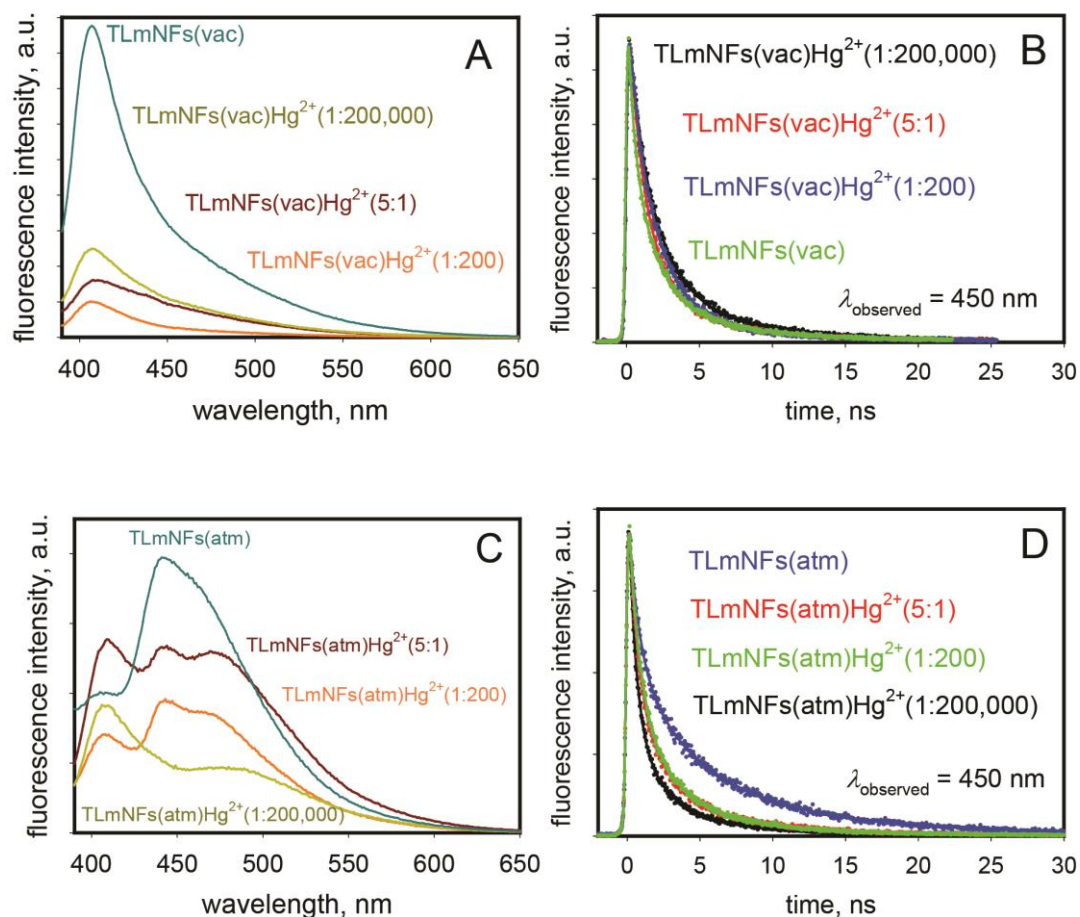 A
TLmNFs(vac)
TLmNFs(vac)Hg²⁺(1:200,000)
TLmNFs(vac)Hg²⁺(5:1)
TLmNFs(vac)Hg²⁺(1:200)
fluorescence intensity, a.u.
400 450 500 550 600 650
wavelength, nm
B
TLmNFs(vac)Hg²⁺(1:200,000)
TLmNFs(vac)Hg²⁺(5:1)
TLmNFs(vac)Hg²⁺(1:200)
TLmNFs(vac)
λobserved = 450 nm
fluorescence intensity, a.u.
0 5 10 15 20 25 30
time, ns
C
TLmNFs(atm)
TLmNFs(atm)Hg²⁺(5:1)
TLmNFs(atm)Hg²⁺(1:200)
TLmNFs(atm)Hg²⁺(1:200,000)
fluorescence intensity, a.u.
400 450 500 550 600 650
wavelength, nm
D
TLmNFs(atm)
TLmNFs(atm)Hg²⁺(5:1)
TLmNFs(atm)Hg²⁺(1:200)
TLmNFs(atm)Hg²⁺(1:200,000)
λobserved = 450 nm
fluorescence intensity, a.u.
0 5 10 15 20 25 30
time, ns